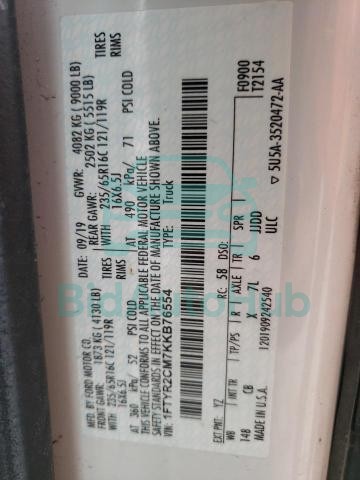 MFD. BY FORD MOTOR CO.
DATE: 09/19 GVWR: 4082 KG (9000 LB)
FRONT GAWR: 1873 KG (4130 LB) REAR GAWR: 2502 KG (5515 LB)
WITH 235/65R16C 121/119R TIRES WITH 235/65R16C 121/119R TIRES
16X6.5J RIMS 16X6.5J RIMS
AT 360 kPa/ 52 PSI COLD AT 490 kPa/ 71 PSI COLD
THIS VEHICLE CONFORMS TO ALL APPLICABLE FEDERAL MOTOR VEHICLE
SAFETY STANDARDS IN EFFECT ON THE DATE OF MANUFACTURE SHOWN ABOVE.
VIN: 1FTYR2CM7KKB76554 TYPE: Truck
EXT PNT: YZ RC: 58 DSO: F0900
T2154
WB INT TR TP/PS R AXLE TR SPR
148 CB X 7L 6 JJDD
ULC
MADE IN U.S.A. 1201909242540 5U5A-3520472-AA
Bid Auto Hub